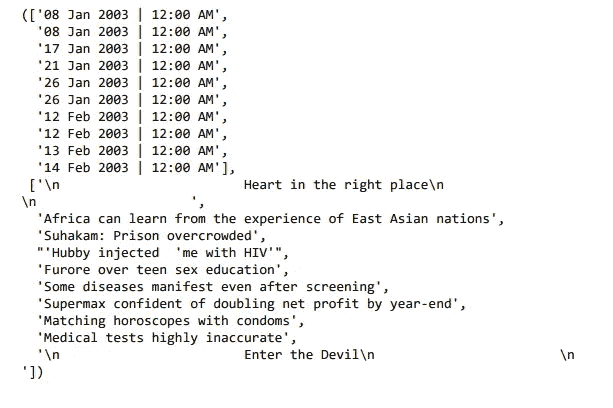 (['08 Jan 2003 | 12:00 AM',
'08 Jan 2003 | 12:00 AM',
'17 Jan 2003 | 12:00 AM',
'21 Jan 2003 | 12:00 AM',
'26 Jan 2003 | 12:00 AM',
'26 Jan 2003 | 12:00 AM',
'12 Feb 2003 | 12:00 AM',
'12 Feb 2003 | 12:00 AM',
'13 Feb 2003 | 12:00 AM',
'14 Feb 2003 | 12:00 AM'],
['\n                        Heart in the right place\n
\n                    ',
'Africa can learn from the experience of East Asian nations',
'Suhakam: Prison overcrowded',
"'Hubby injected  'me with HIV'",
'Furore over teen sex education',
'Some diseases manifest even after screening',
'Supermax confident of doubling net profit by year-end',
'Matching horoscopes with condoms',
'Medical tests highly inaccurate',
'\n                        Enter the Devil\n                        \n
'])